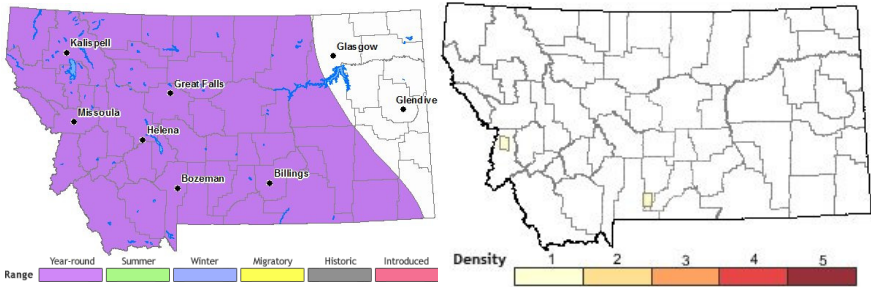 Kalispell
Glasgow
Great Falls
Glendive
Missoula
Helena
Bozeman
Billings
Range Year-round Summer Winter Migratory Historic Introduced
Density 1 2 3 4 5